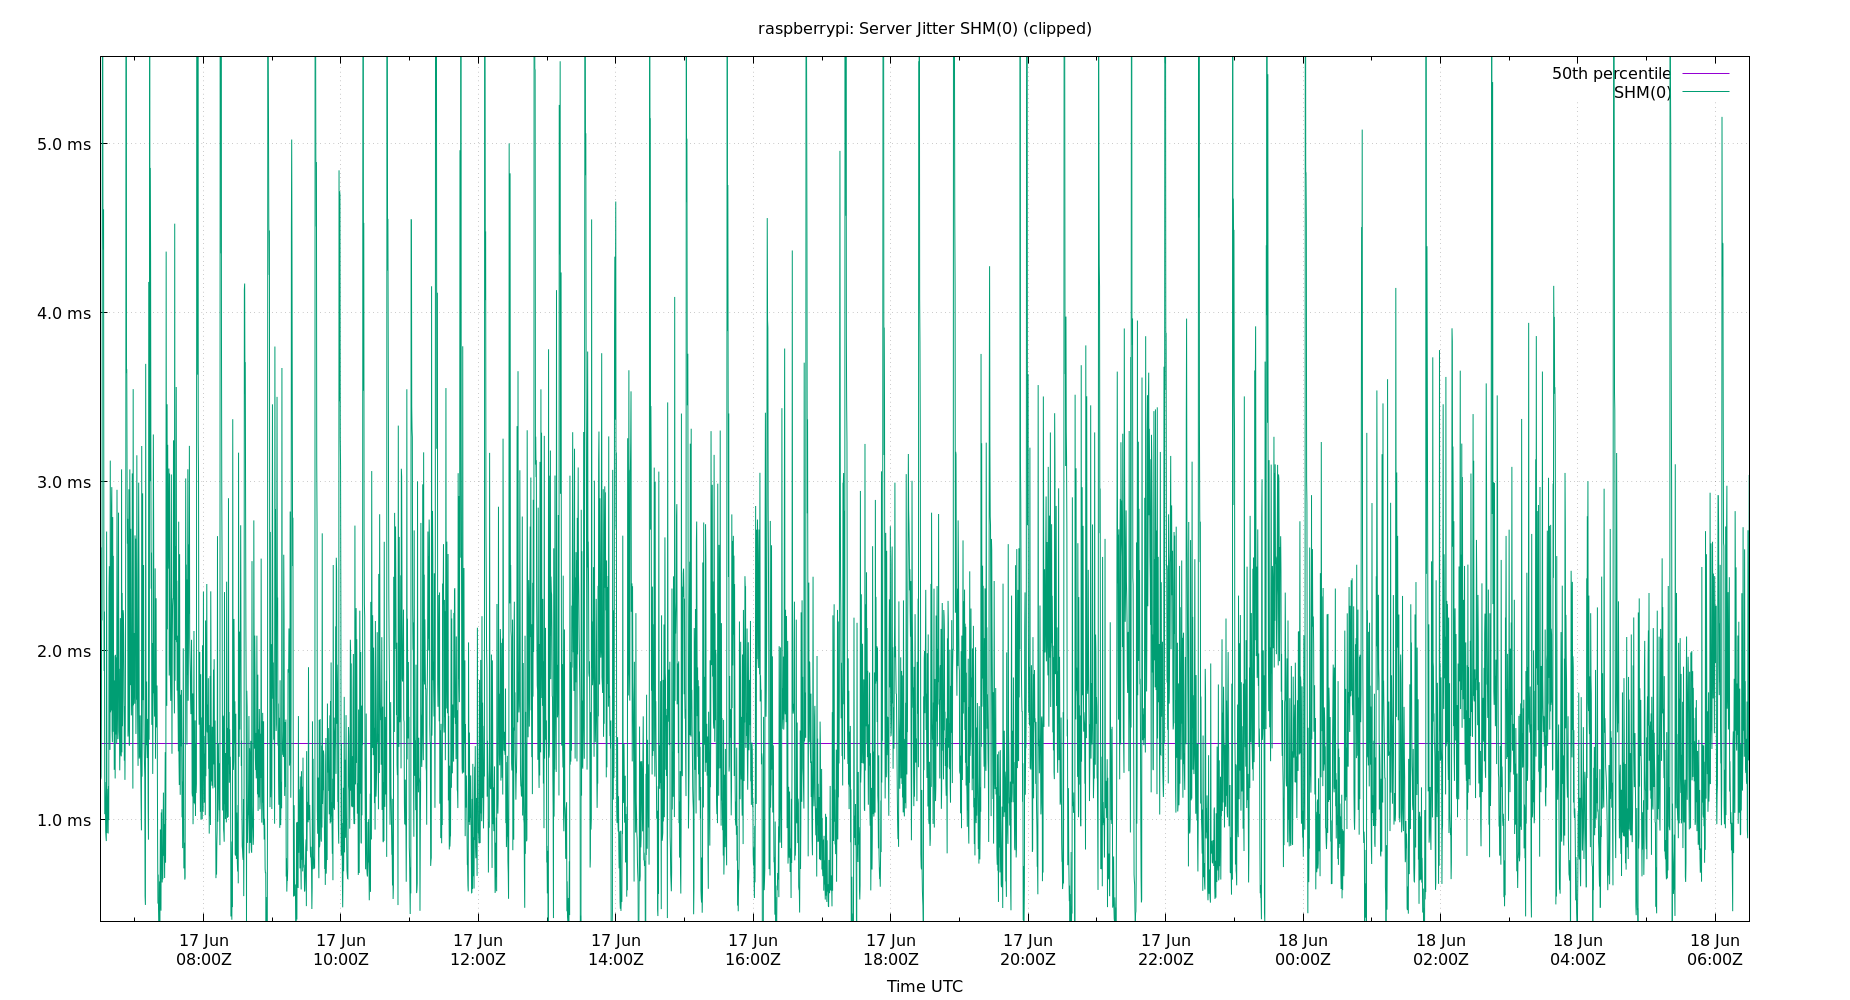 raspberrypi: Server Jitter SHM(0) (clipped)
50th percentile
SHM(0)
5.0 ms
4.0 ms
3.0 ms
2.0 ms
1.0 ms
17 Jun 17 Jun 17 Jun 17 Jun 17 Jun 17 Jun 17 Jun 17 Jun 18 Jun 18 Jun 18 Jun 18 Jun
08:00Z 10:00Z 12:00Z 14:00Z 16:00Z 18:00Z 20:00Z 22:00Z 00:00Z 02:00Z 04:00Z 06:00Z
Time UTC